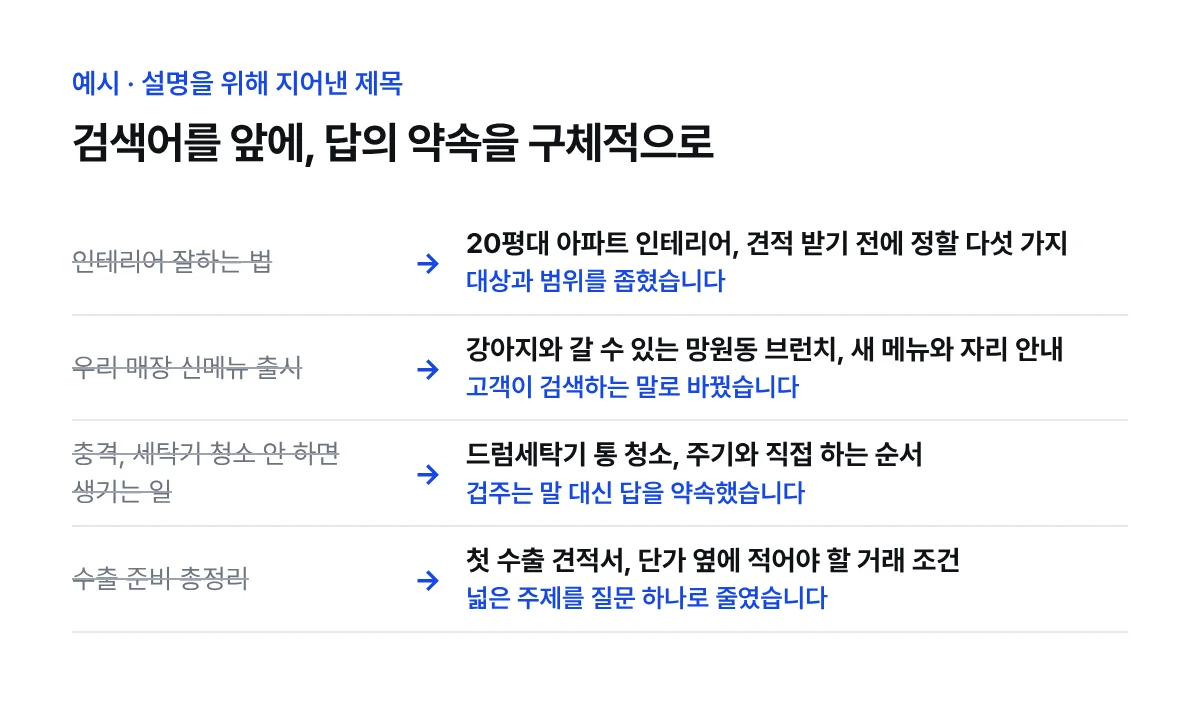 예시 · 설명을 위해 지어낸 제목
검색어를 앞에, 답의 약속을 구체적으로
인테리어 잘하는 법
→
20평대 아파트 인테리어, 견적 받기 전에 정할 다섯 가지
대상과 범위를 좁혔습니다
우리 매장 신메뉴 출시
→
강아지와 갈 수 있는 망원동 브런치, 새 메뉴와 자리 안내
고객이 검색하는 말로 바꿨습니다
충격, 세탁기 청소 안 하면
생기는 일
→
드럼세탁기 통 청소, 주기와 직접 하는 순서
겁주는 말 대신 답을 약속했습니다
수출 준비 총정리
→
첫 수출 견적서, 단가 옆에 적어야 할 거래 조건
넓은 주제를 질문 하나로 줄였습니다